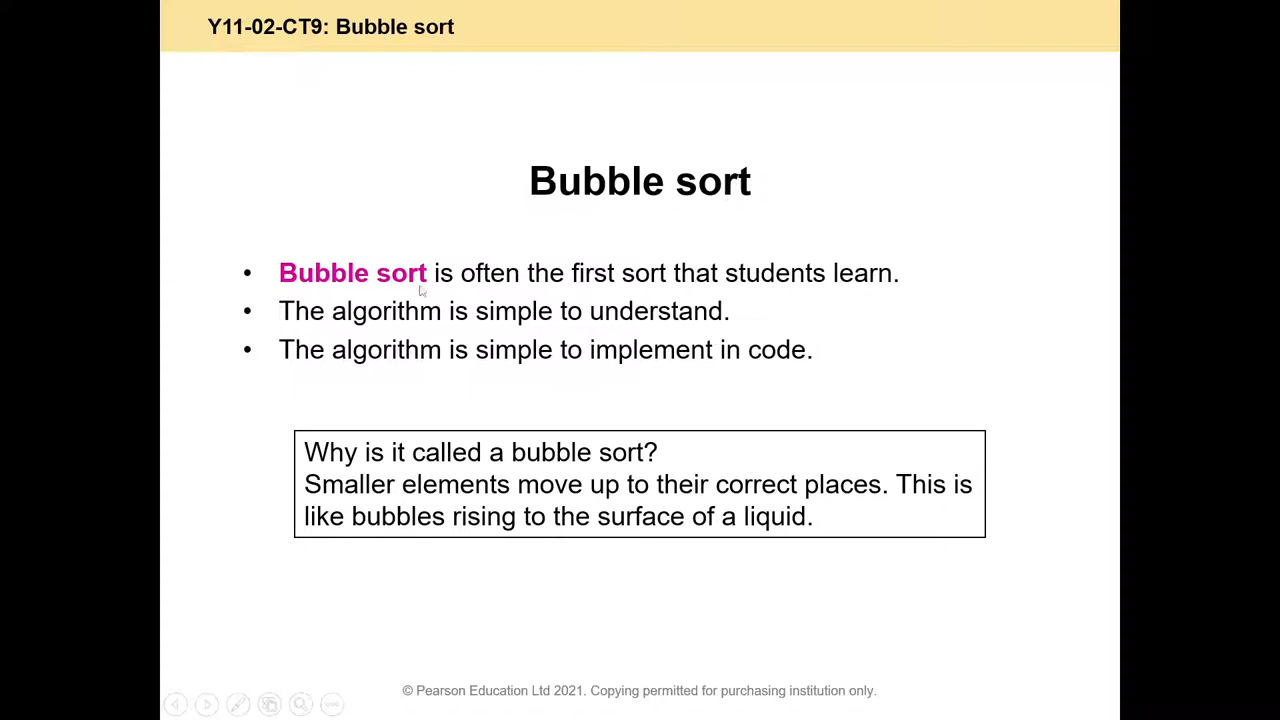 Y11-02-CT9: Bubble sort
Bubble sort
• Bubble sort is often the first sort that students learn.
• The algorithm is simple to understand.
• The algorithm is simple to implement in code.
Why is it called a bubble sort?
Smaller elements move up to their correct places. This is
like bubbles rising to the surface of a liquid.
© Pearson Education Ltd 2021. Copying permitted for purchasing institution only.